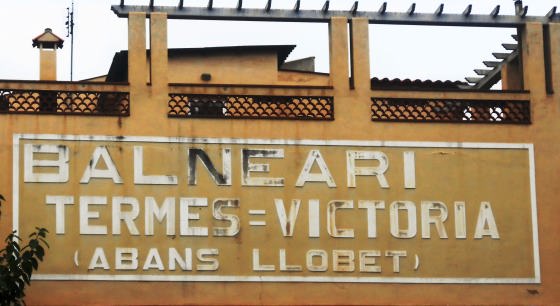 BALNEARI
TERMES=VICTORIA
(ABANS LLOBET)